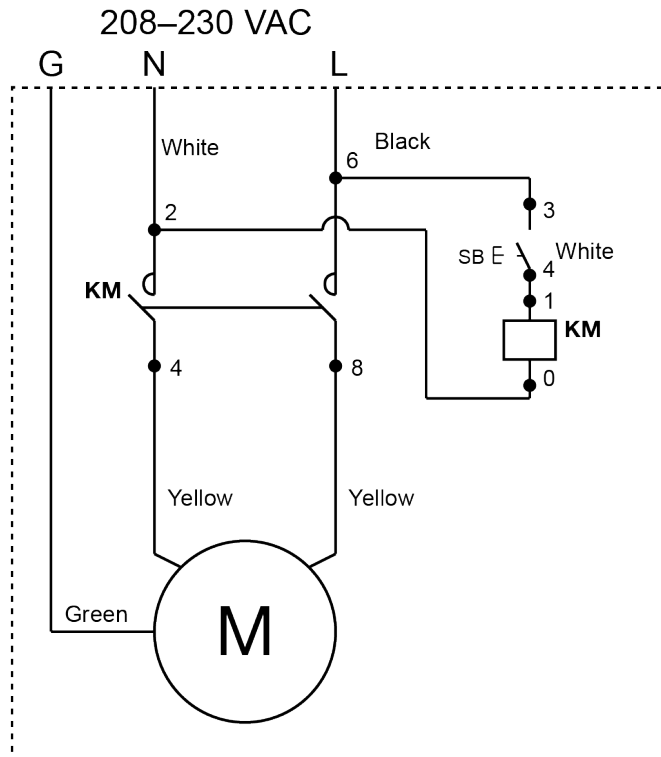 208–230 VAC
G N L
White
Black
6
2
3
SB E
White
4
KM
1
KM
4
8
0
Yellow
Yellow
Green
M